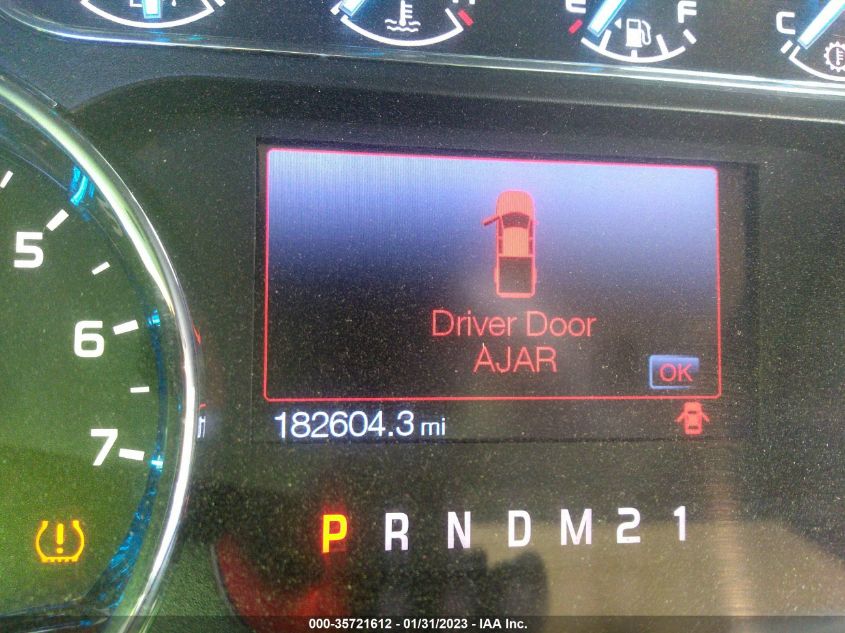 H
E F
C
5
6
7
Driver Door
AJAR
OK
182604.3 mi
P R N D M 2 1
000-35721612 - 01/31/2023 - IAA Inc.